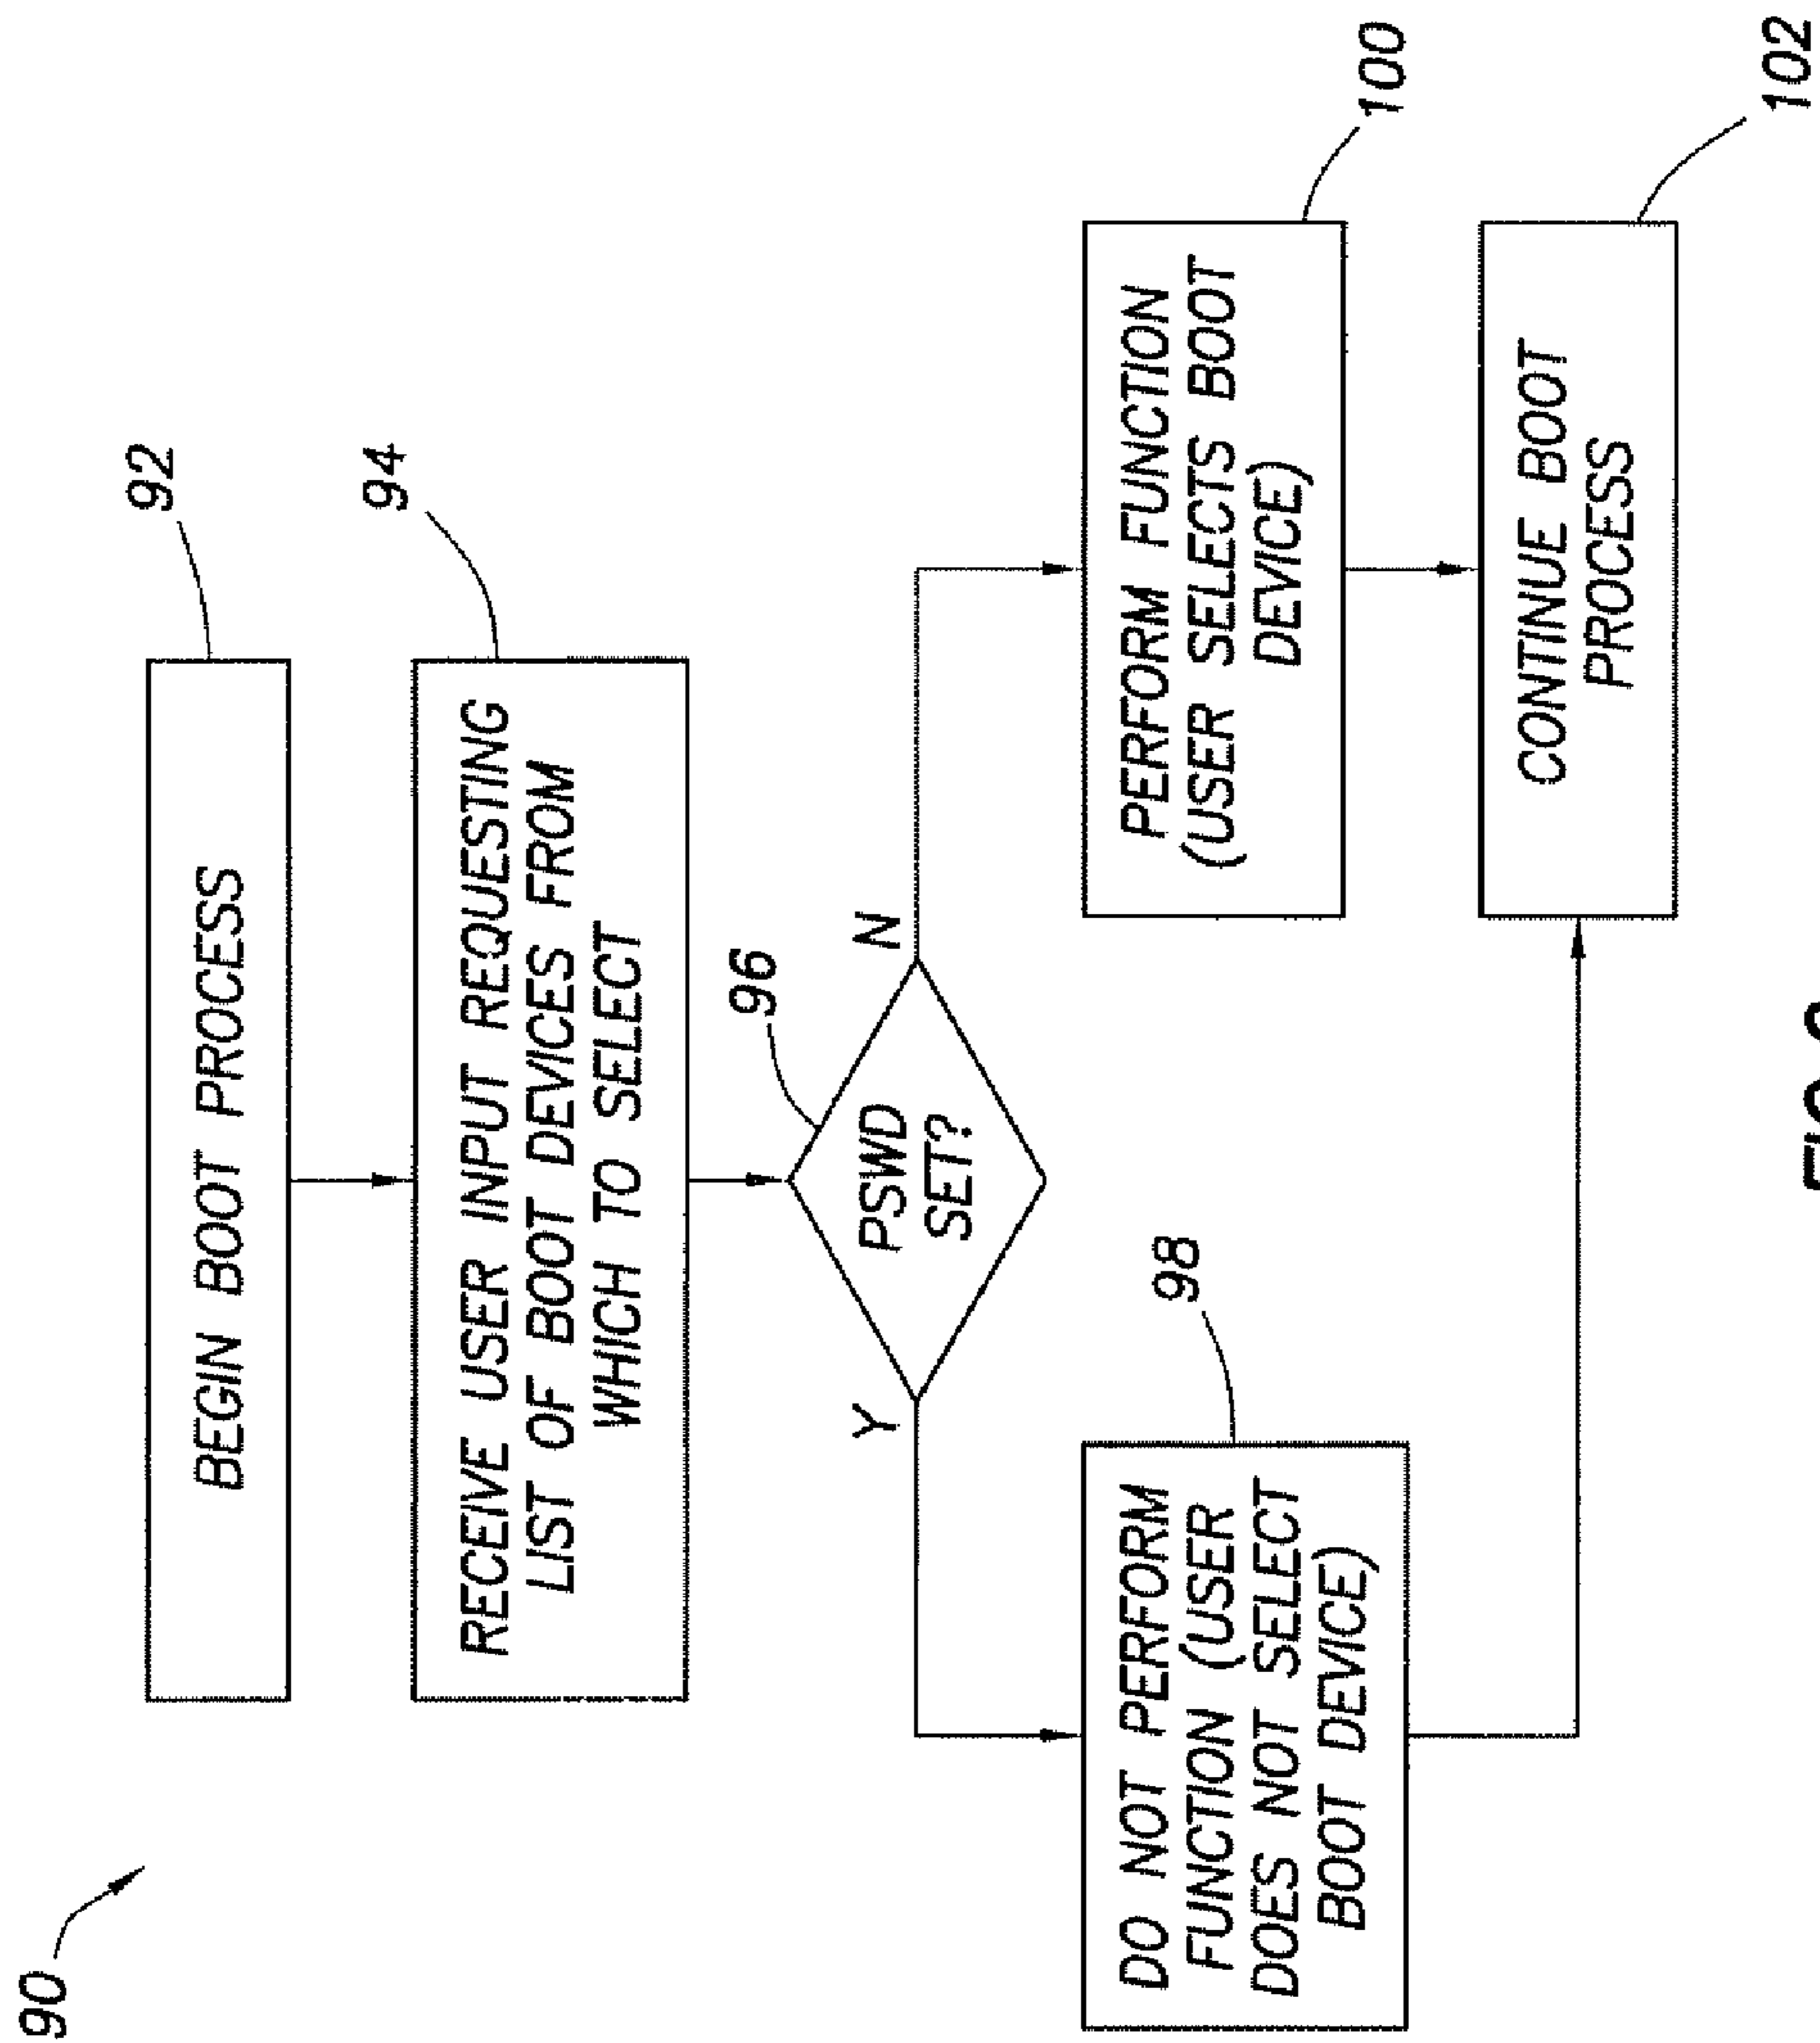 90
92
BEGIN BOOT PROCESS
94
RECEIVE USER INPUT REQUESTING
LIST OF BOOT DEVICES FROM
WHICH TO SELECT
96
PSWD
SET?
Y
N
98
DO NOT PERFORM
FUNCTION (USER
DOES NOT SELECT
BOOT DEVICE)
100
PERFORM FUNCTION
(USER SELECTS BOOT
DEVICE)
102
CONTINUE BOOT
PROCESS